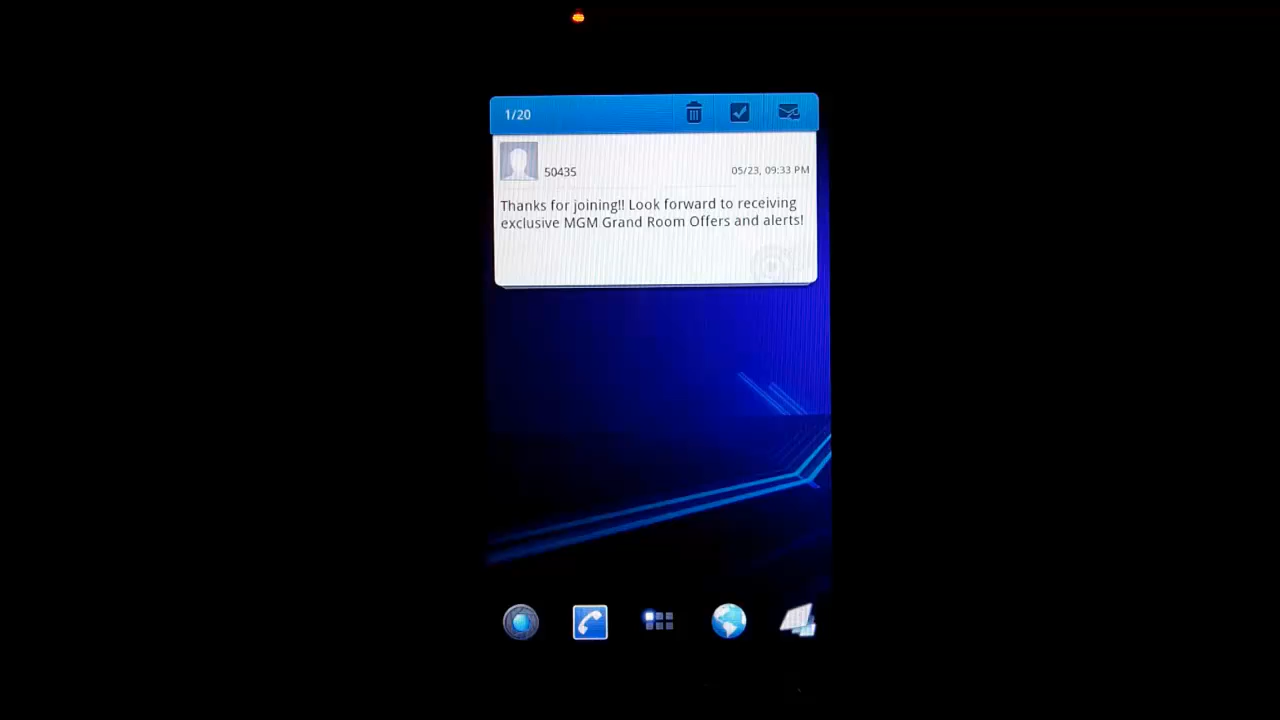 1/20
50435
05/23, 09:33 PM
Thanks for joining!! Look forward to receiving
exclusive MGM Grand Room Offers and alerts!